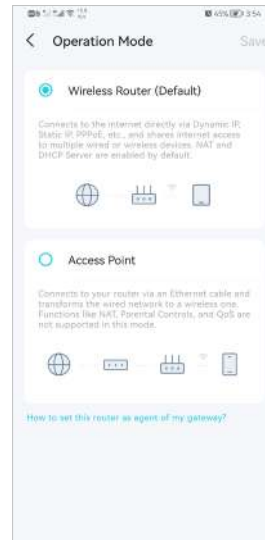 45% 3:54
Operation Mode Save
Wireless Router (Default)
Connects to the internet directly via Dynamic IP,
Static IP, PPPoE, etc., and shares internet access
to multiple wired or wireless devices. NAT and
DHCP Server are enabled by default.
Access Point
Connects to your router via an Ethernet cable and
transforms the wired network to a wireless one.
Functions like NAT, Parental Controls, and QoS are
not supported in this mode.
How to set this router as agent of my gateway?